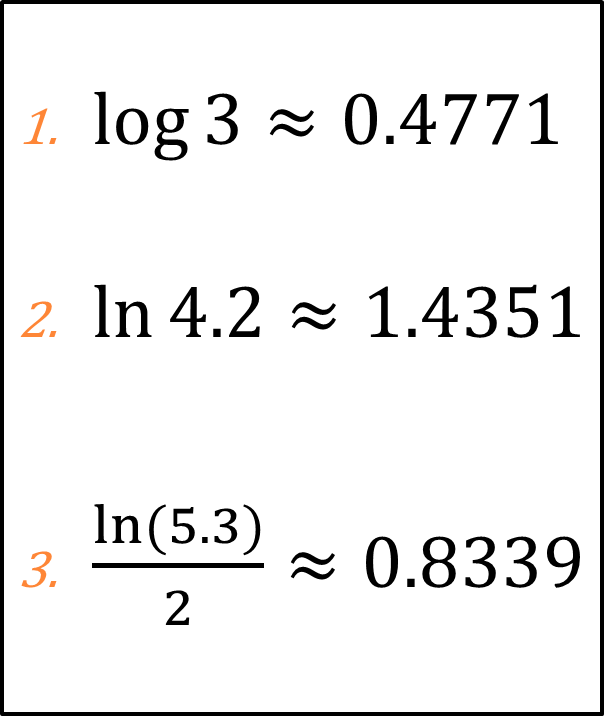 1. log 3 ≈ 0.4771
2. ln 4.2 ≈ 1.4351
3. ln(5.3)/2 ≈ 0.8339